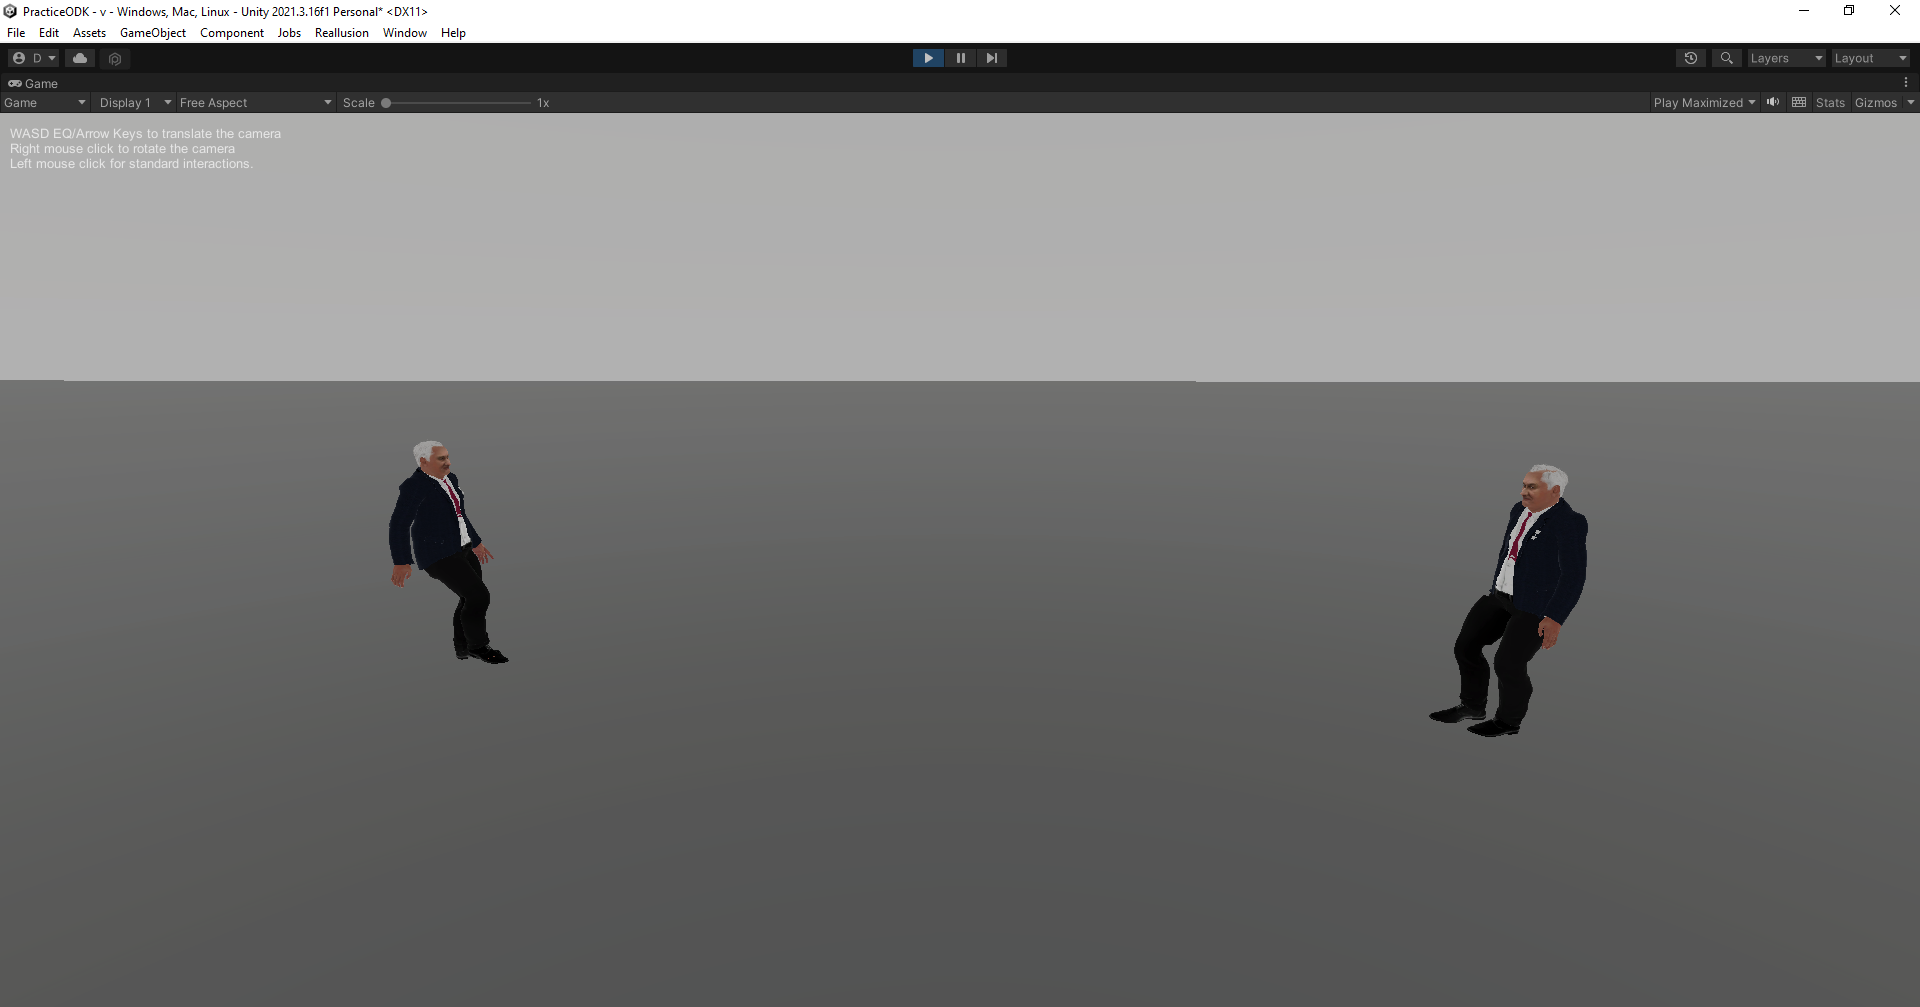 PracticeODK - v - Windows, Mac, Linux - Unity 2021.3.16f1 Personal* <DX11>
File Edit Assets GameObject Component Jobs Reallusion Window Help
D Layers Layout
Game
Game Display 1 Free Aspect Scale 1x Play Maximized Stats Gizmos
WASD EQ/Arrow Keys to translate the camera
Right mouse click to rotate the camera
Left mouse click for standard interactions.